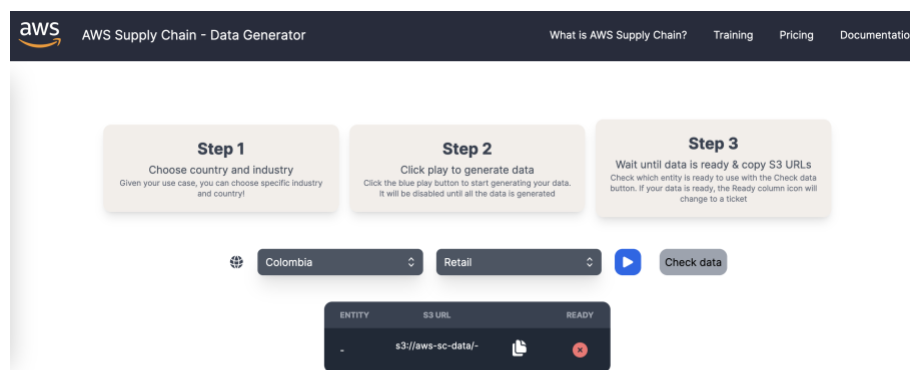 aws
AWS Supply Chain - Data Generator
What is AWS Supply Chain?
Training
Pricing
Documentatio
Step 1
Choose country and industry
Given your use case, you can choose specific industry
and country!
Step 2
Click play to generate data
Click the blue play button to start generating your data.
It will be disabled until all the data is generated
Step 3
Wait until data is ready & copy S3 URLs
Check which entity is ready to use with the Check data
button. If your data is ready, the Ready column icon will
change to a ticket
Colombia
Retail
Check data
ENTITY S3 URL READY
- s3://aws-sc-data/-